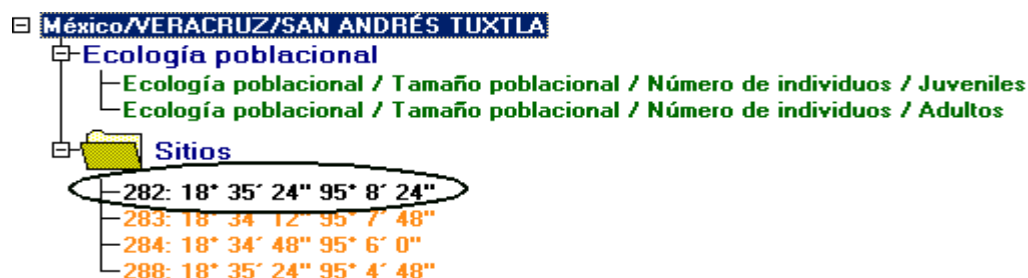 México/VERACRUZ/SAN ANDRÉS TUXTLA
Ecología poblacional
Ecología poblacional / Tamaño poblacional / Número de individuos / Juveniles
Ecología poblacional / Tamaño poblacional / Número de individuos / Adultos
Sitios
282: 18° 35´ 24" 95° 8´ 24"
283: 18° 34´ 12" 95° 7´ 48"
284: 18° 34´ 48" 95° 6´ 0"
288: 18° 35´ 24" 95° 4´ 48"